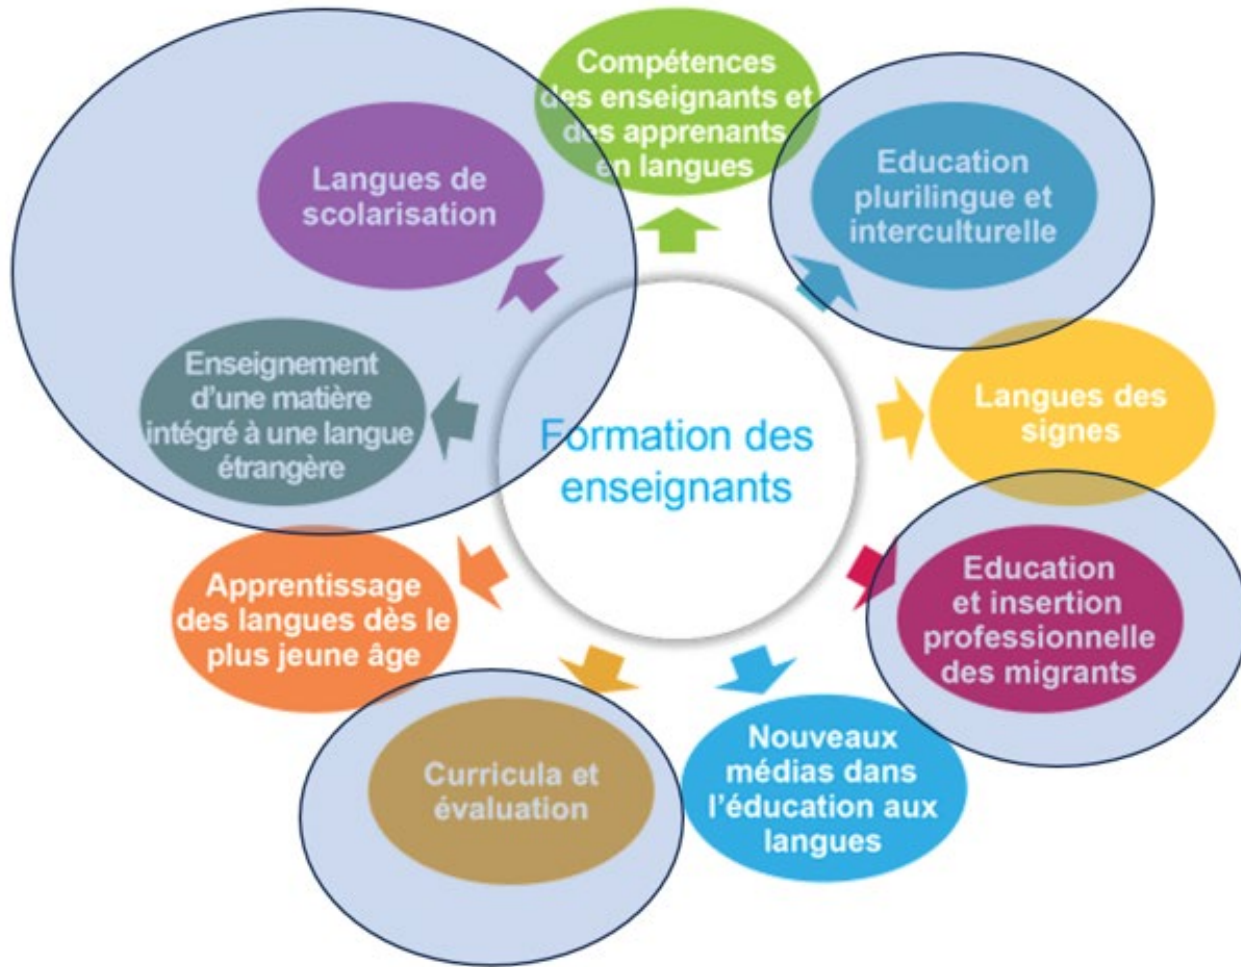 Compétences
des enseignants et
des apprenants
en langues
Langues de
scolarisation
Education
plurilingue et
interculturelle
Enseignement
d'une matière
intégré à une langue
étrangère
Langues des
signes
Formation des
enseignants
Apprentissage
des langues dès le
plus jeune âge
Education
et insertion
professionnelle
des migrants
Curricula et
évaluation
Nouveaux
médias dans
l'éducation aux
langues